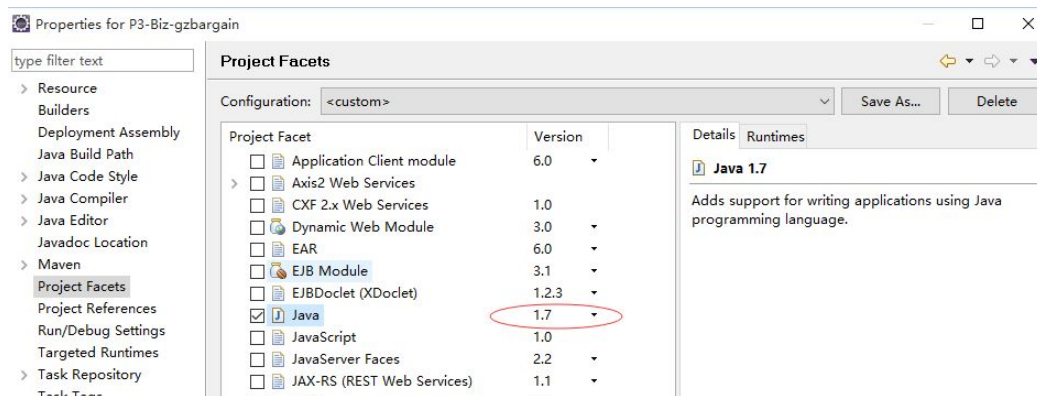 Properties for P3-Biz-gzbargain
type filter text
Resource
Builders
Deployment Assembly
Java Build Path
Java Code Style
Java Compiler
Java Editor
Javadoc Location
Maven
Project Facets
Project References
Run/Debug Settings
Targeted Runtimes
Task Repository
Task Tags
Project Facets
Configuration: <custom> Save As... Delete
Project Facet Version
Application Client module 6.0
Axis2 Web Services
CXF 2.x Web Services 1.0
Dynamic Web Module 3.0
EAR 6.0
EJB Module 3.1
EJBDoclet (XDoclet) 1.2.3
Java 1.7
JavaScript 1.0
JavaServer Faces 2.2
JAX-RS (REST Web Services) 1.1
Details Runtimes
Java 1.7
Adds support for writing applications using Java
programming language.